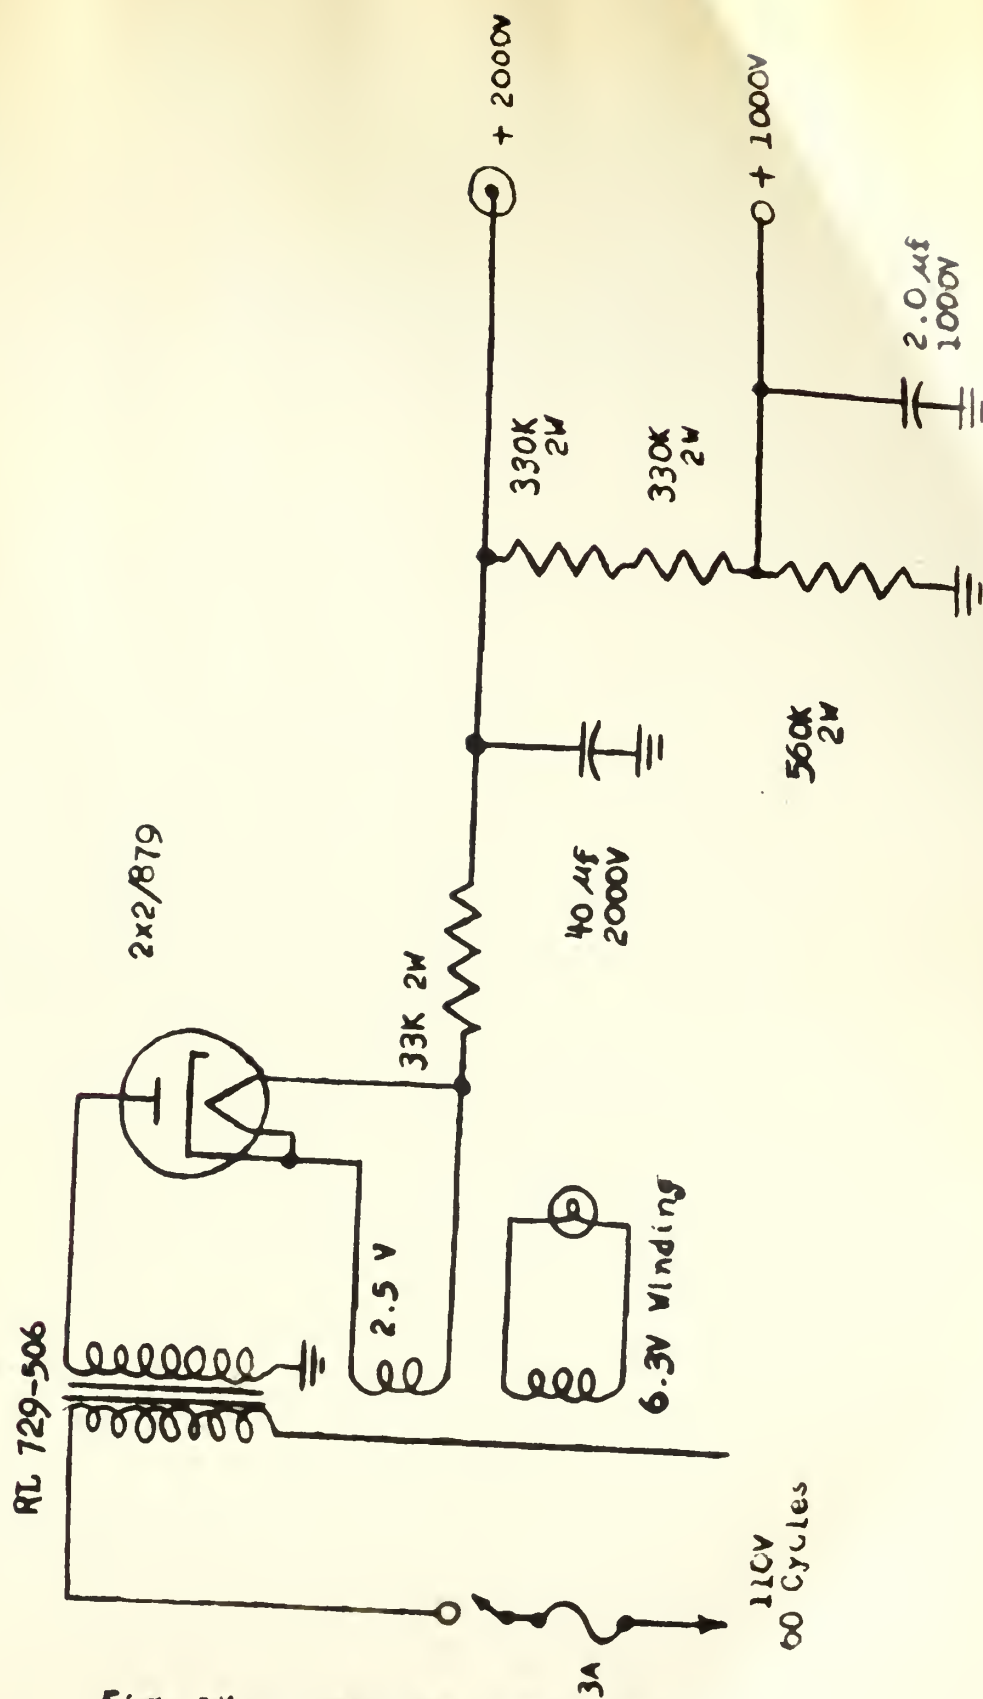 RL 729-506
2x2/879
+ 2000V
+ 1000V
330K
2W
330K
2W
33K 2W
2.5 V
40 µf
2000V
2.0 µf
1000V
560K
2W
6.3V Winding
110V
60 Cycles
3A